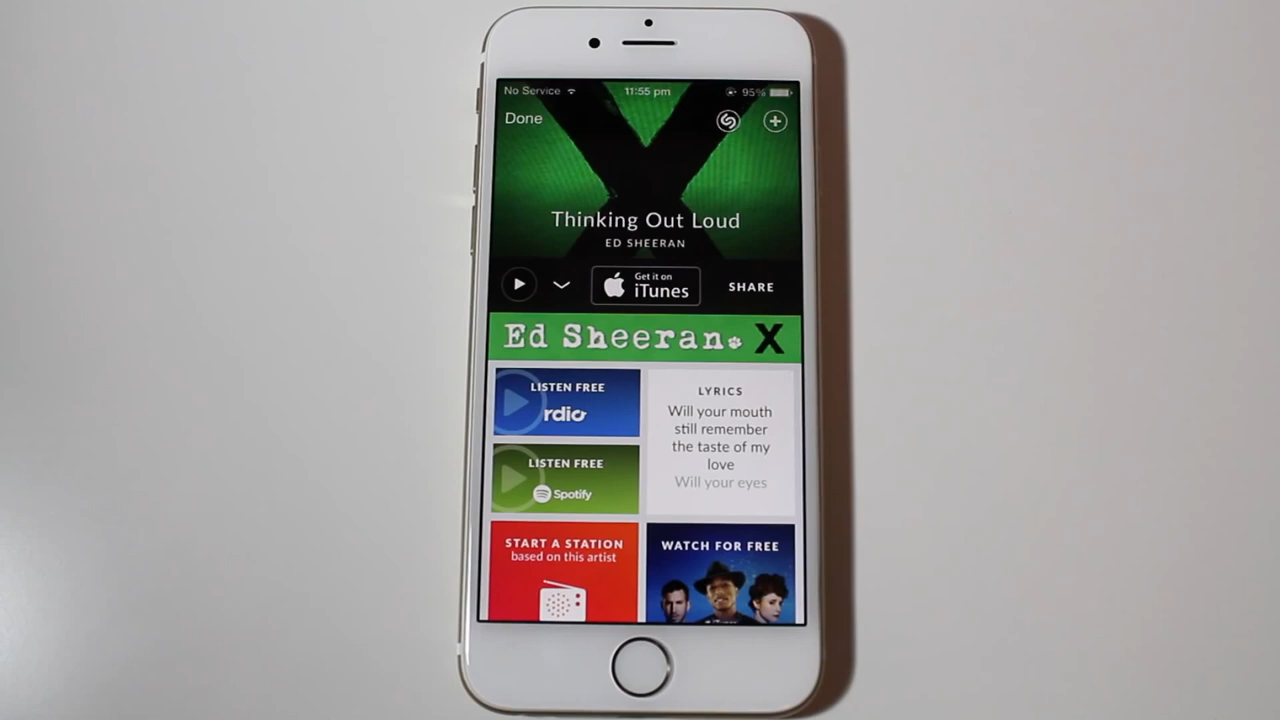 No Service 11:55 pm 95%
Done
Thinking Out Loud
ED SHEERAN
Get it on
iTunes
SHARE
Ed Sheeran X
LISTEN FREE
rdio
LISTEN FREE
Spotify
LYRICS
Will your mouth
still remember
the taste of my
love
Will your eyes
START A STATION
based on this artist
WATCH FOR FREE